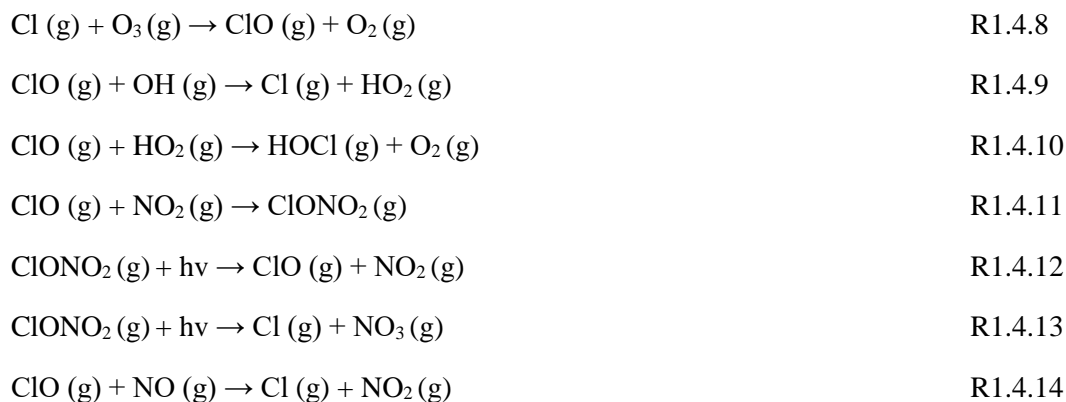 Cl (g) + O₃ (g) → ClO (g) + O₂ (g) R1.4.8
ClO (g) + OH (g) → Cl (g) + HO₂ (g) R1.4.9
ClO (g) + HO₂ (g) → HOCl (g) + O₂ (g) R1.4.10
ClO (g) + NO₂ (g) → ClONO₂ (g) R1.4.11
ClONO₂ (g) + hv → ClO (g) + NO₂ (g) R1.4.12
ClONO₂ (g) + hv → Cl (g) + NO₃ (g) R1.4.13
ClO (g) + NO (g) → Cl (g) + NO₂ (g) R1.4.14